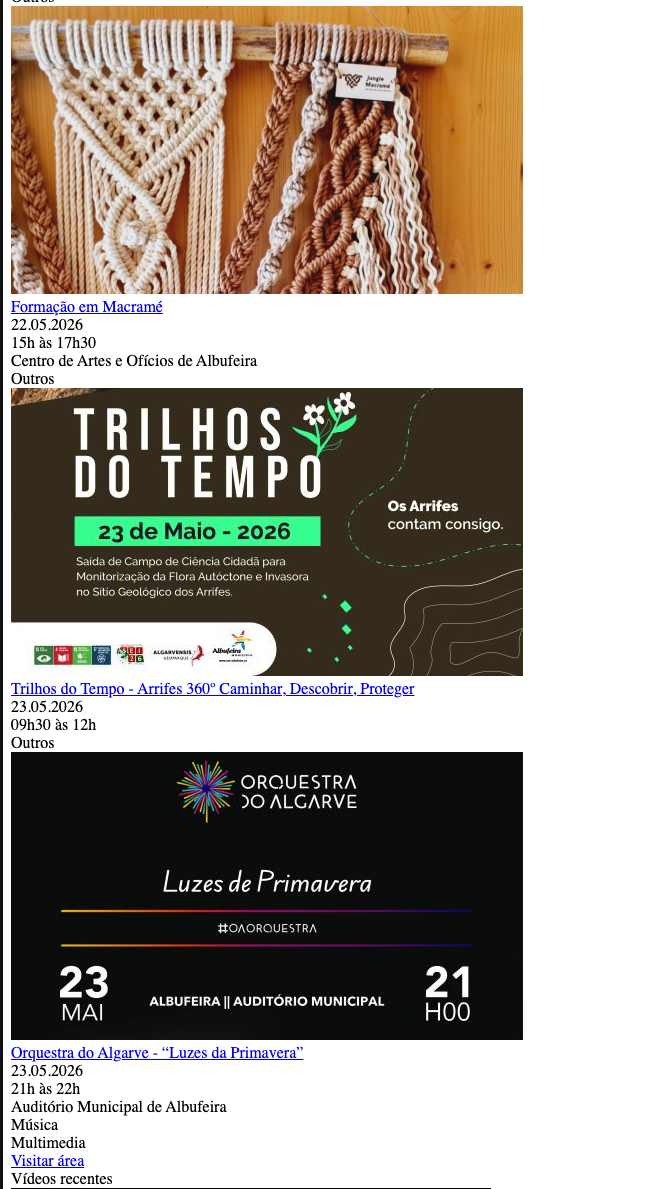 Outros
Jungle
Macramé
Formação em Macramé
22.05.2026
15h às 17h30
Centro de Artes e Ofícios de Albufeira
Outros
TRILHOS
DO TEMPO
23 de Maio - 2026
Os Arrifes
contam consigo.
Saída de Campo de Ciência Cidadã para
Monitorização da Flora Autóctone e Invasora
no Sítio Geológico dos Arrifes.
ALGARVENSIS
GEOPARQUE
Albufeira
Trilhos do Tempo - Arrifes 360º Caminhar, Descobrir, Proteger
23.05.2026
09h30 às 12h
Outros
ORQUESTRA
DO ALGARVE
Luzes de Primavera
#OAORQUESTRA
23
MAI
ALBUFEIRA || AUDITÓRIO MUNICIPAL
21
H00
Orquestra do Algarve - “Luzes da Primavera”
23.05.2026
21h às 22h
Auditório Municipal de Albufeira
Música
Multimedia
Visitar área
Vídeos recentes